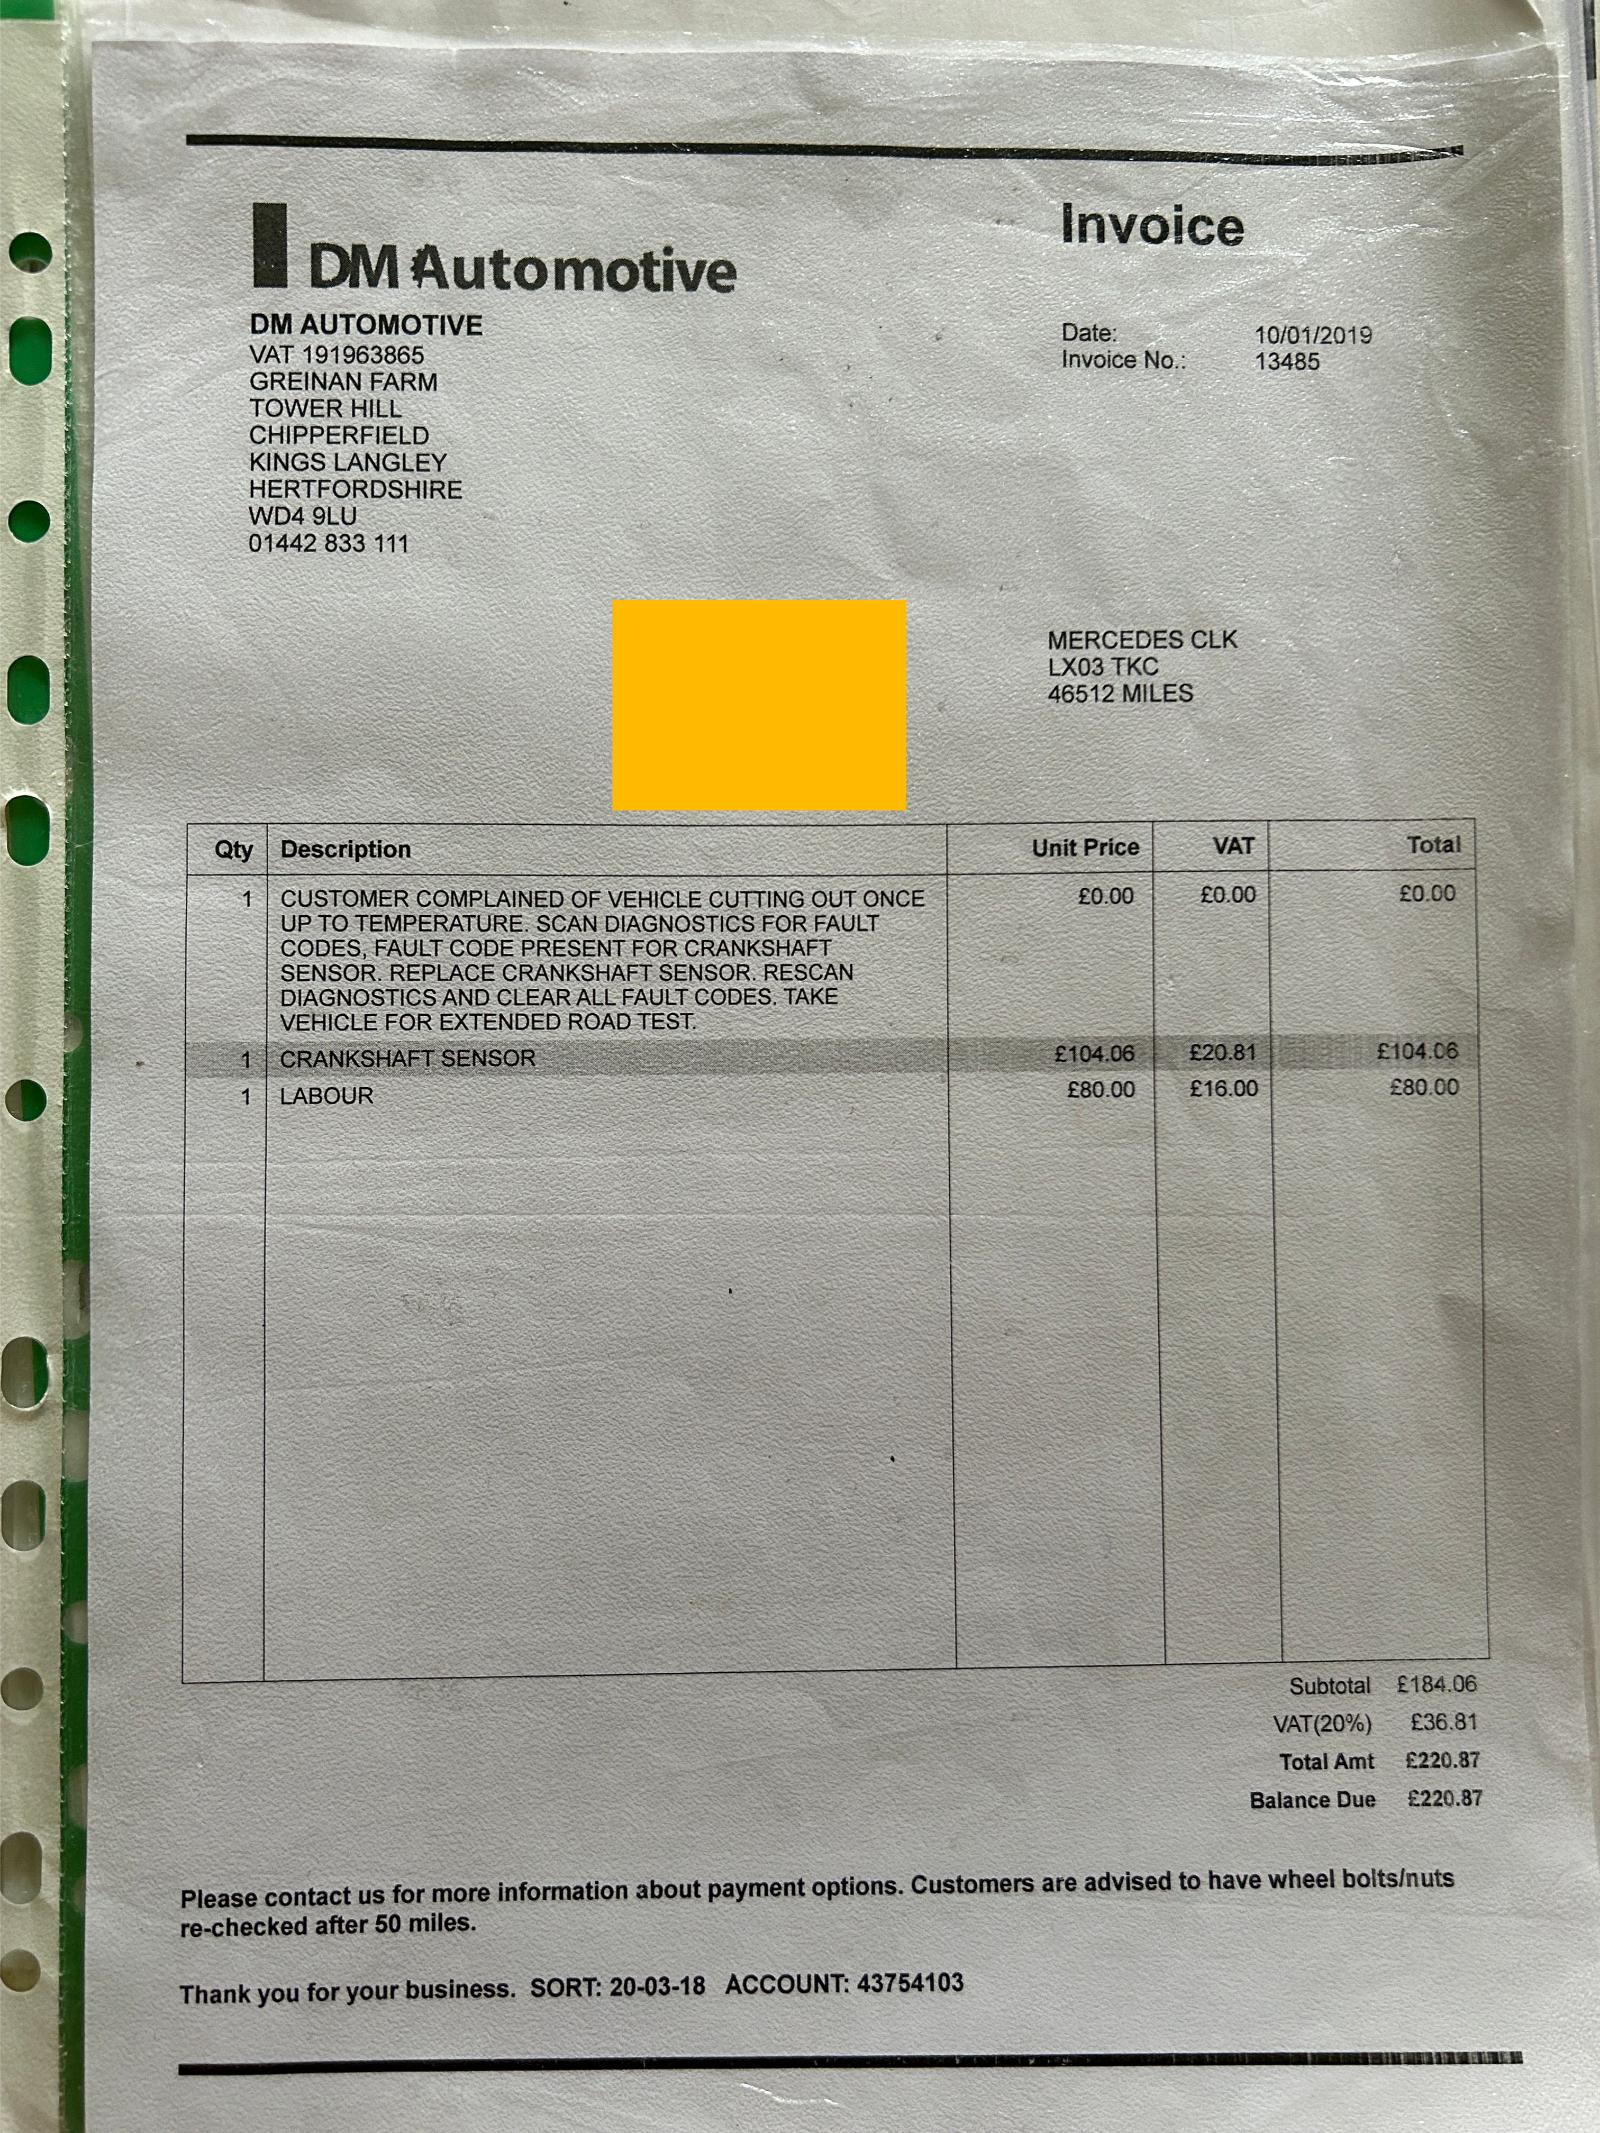 Invoice
DM Automotive
DM AUTOMOTIVE
VAT 191963865
GREINAN FARM
TOWER HILL
CHIPPERFIELD
KINGS LANGLEY
HERTFORDSHIRE
WD4 9LU
01442 833 111
Date: 10/01/2019
Invoice No.: 13485
MERCEDES CLK
LX03 TKC
46512 MILES
Qty Description Unit Price VAT Total
1 CUSTOMER COMPLAINED OF VEHICLE CUTTING OUT ONCE £0.00 £0.00 £0.00
UP TO TEMPERATURE. SCAN DIAGNOSTICS FOR FAULT
CODES, FAULT CODE PRESENT FOR CRANKSHAFT
SENSOR. REPLACE CRANKSHAFT SENSOR. RESCAN
DIAGNOSTICS AND CLEAR ALL FAULT CODES. TAKE
VEHICLE FOR EXTENDED ROAD TEST.
1 CRANKSHAFT SENSOR £104.06 £20.81 £104.06
1 LABOUR £80.00 £16.00 £80.00
Subtotal £184.06
VAT(20%) £36.81
Total Amt £220.87
Balance Due £220.87
Please contact us for more information about payment options. Customers are advised to have wheel bolts/nuts
re-checked after 50 miles.
Thank you for your business. SORT: 20-03-18 ACCOUNT: 43754103